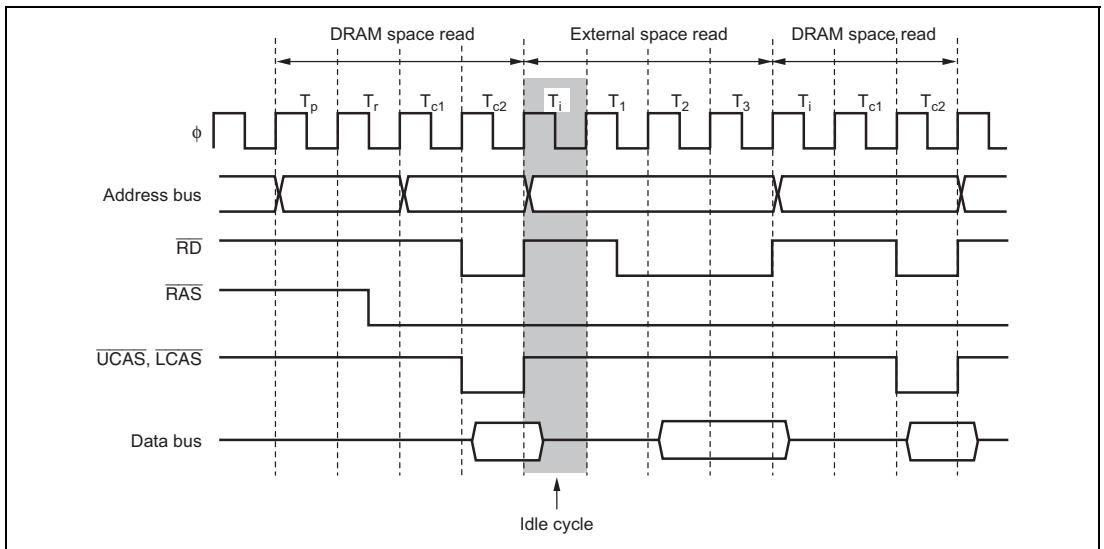 DRAM space read External space read DRAM space read
Tp Tr Tc1 Tc2 Ti T1 T2 T3 Ti Tc1 Tc2
ϕ
Address bus
RD
RAS
UCAS, LCAS
Data bus
Idle cycle